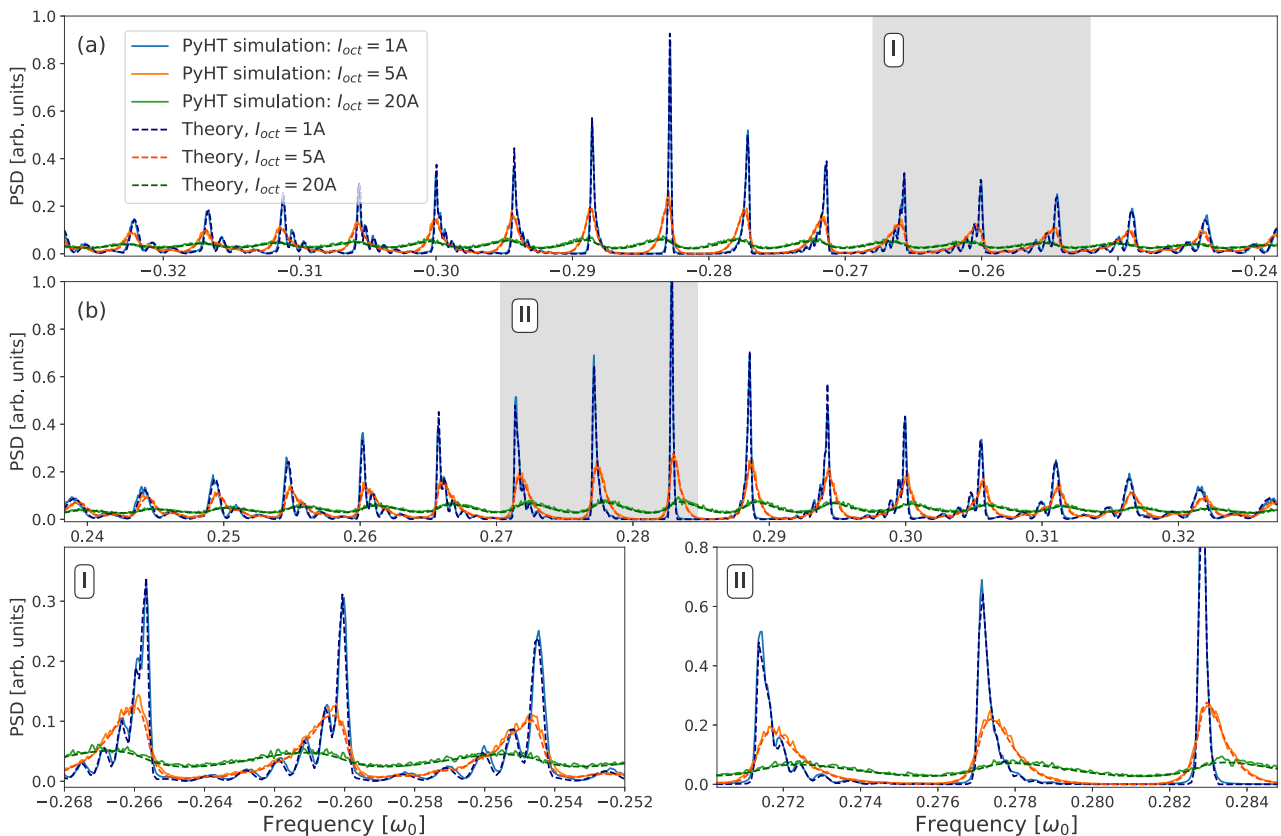 (a)
PyHT simulation: I_oct = 1A
PyHT simulation: I_oct = 5A
PyHT simulation: I_oct = 20A
Theory, I_oct = 1A
Theory, I_oct = 5A
Theory, I_oct = 20A
I
PSD [arb. units]
1.0
0.8
0.6
0.4
0.2
0.0
−0.32 −0.31 −0.30 −0.29 −0.28 −0.27 −0.26 −0.25 −0.24
(b)
II
PSD [arb. units]
1.0
0.8
0.6
0.4
0.2
0.0
0.24 0.25 0.26 0.27 0.28 0.29 0.30 0.31 0.32
I
PSD [arb. units]
0.3
0.2
0.1
0.0
−0.268 −0.266 −0.264 −0.262 −0.260 −0.258 −0.256 −0.254 −0.252
Frequency [ω₀]
II
0.8
0.6
0.4
0.2
0.0
0.272 0.274 0.276 0.278 0.280 0.282 0.284
Frequency [ω₀]